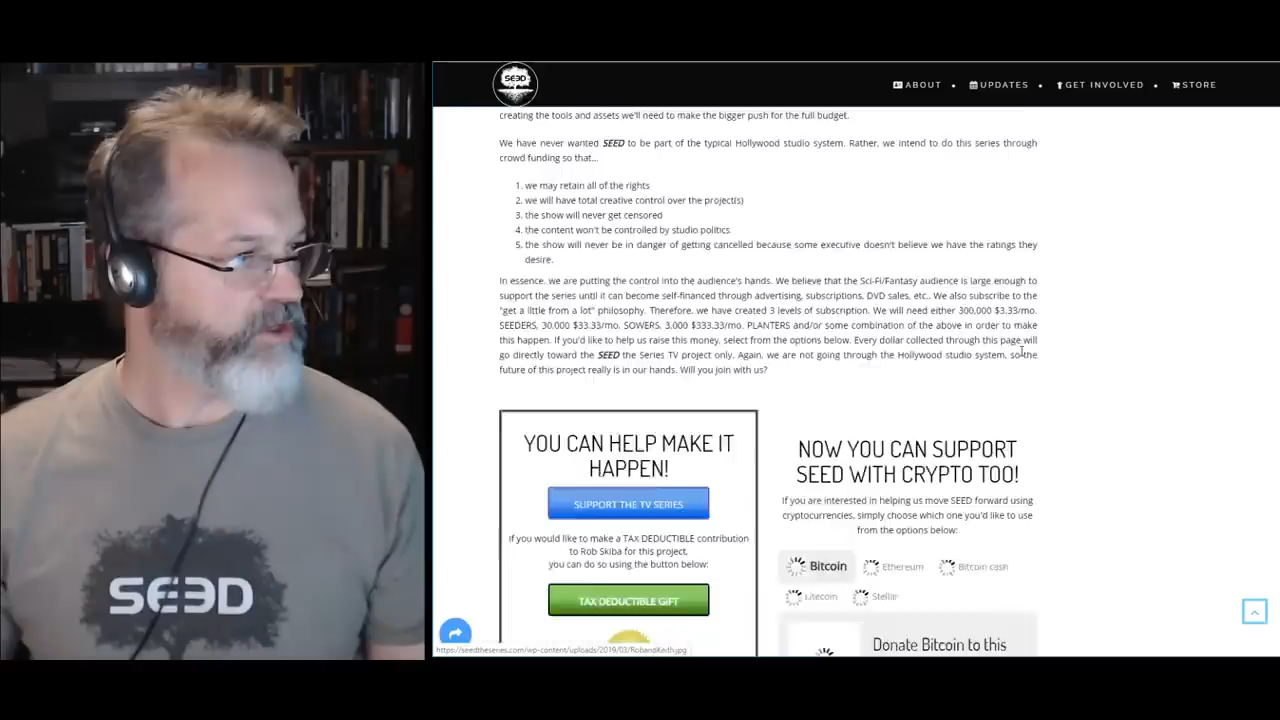 SEED
ABOUT
UPDATES
GET INVOLVED
STORE
creating the tools and assets we'll need to make the bigger push for the full budget.
We have never wanted SEED to be part of the typical Hollywood studio system. Rather, we intend to do this series through
crowd funding so that...
1. we may retain all of the rights
2. we will have total creative control over the project(s)
3. the show will never get censored
4. the content won't be controlled by studio politics
5. the show will never be in danger of getting cancelled because some executive doesn't believe we have the ratings they
desire.
In essence, we are putting the control into the audience's hands. We believe that the Sci-Fi/Fantasy audience is large enough to
support the series until it can become self-financed through advertising, subscriptions, DVD sales, etc.. We also subscribe to the
"get a little from a lot" philosophy. Therefore, we have created 3 levels of subscription. We will need either 300,000 $3.33/mo.
SEEDERS, 30,000 $33.33/mo. SOWERS, 3,000 $333.33/mo. PLANTERS and/or some combination of the above in order to make
this happen. If you'd like to help us raise this money, select from the options below. Every dollar collected through this page will
go directly toward the SEED the Series TV project only. Again, we are not going through the Hollywood studio system, so the
future of this project really is in our hands. Will you join with us?
YOU CAN HELP MAKE IT
HAPPEN!
SUPPORT THE TV SERIES
If you would like to make a TAX DEDUCTIBLE contribution
to Rob Skiba for this project,
you can do so using the button below:
TAX DEDUCTIBLE GIFT
NOW YOU CAN SUPPORT
SEED WITH CRYPTO TOO!
If you are interested in helping us move SEED forward using
cryptocurrencies, simply choose which one you'd like to use
from the options below:
Bitcoin
Ethereum
Bitcoin cash
Litecoin
Stellar
Donate Bitcoin to this
https://seedtheseries.com/wp-content/uploads/2019/03/RobandKeith.jpg
SEED